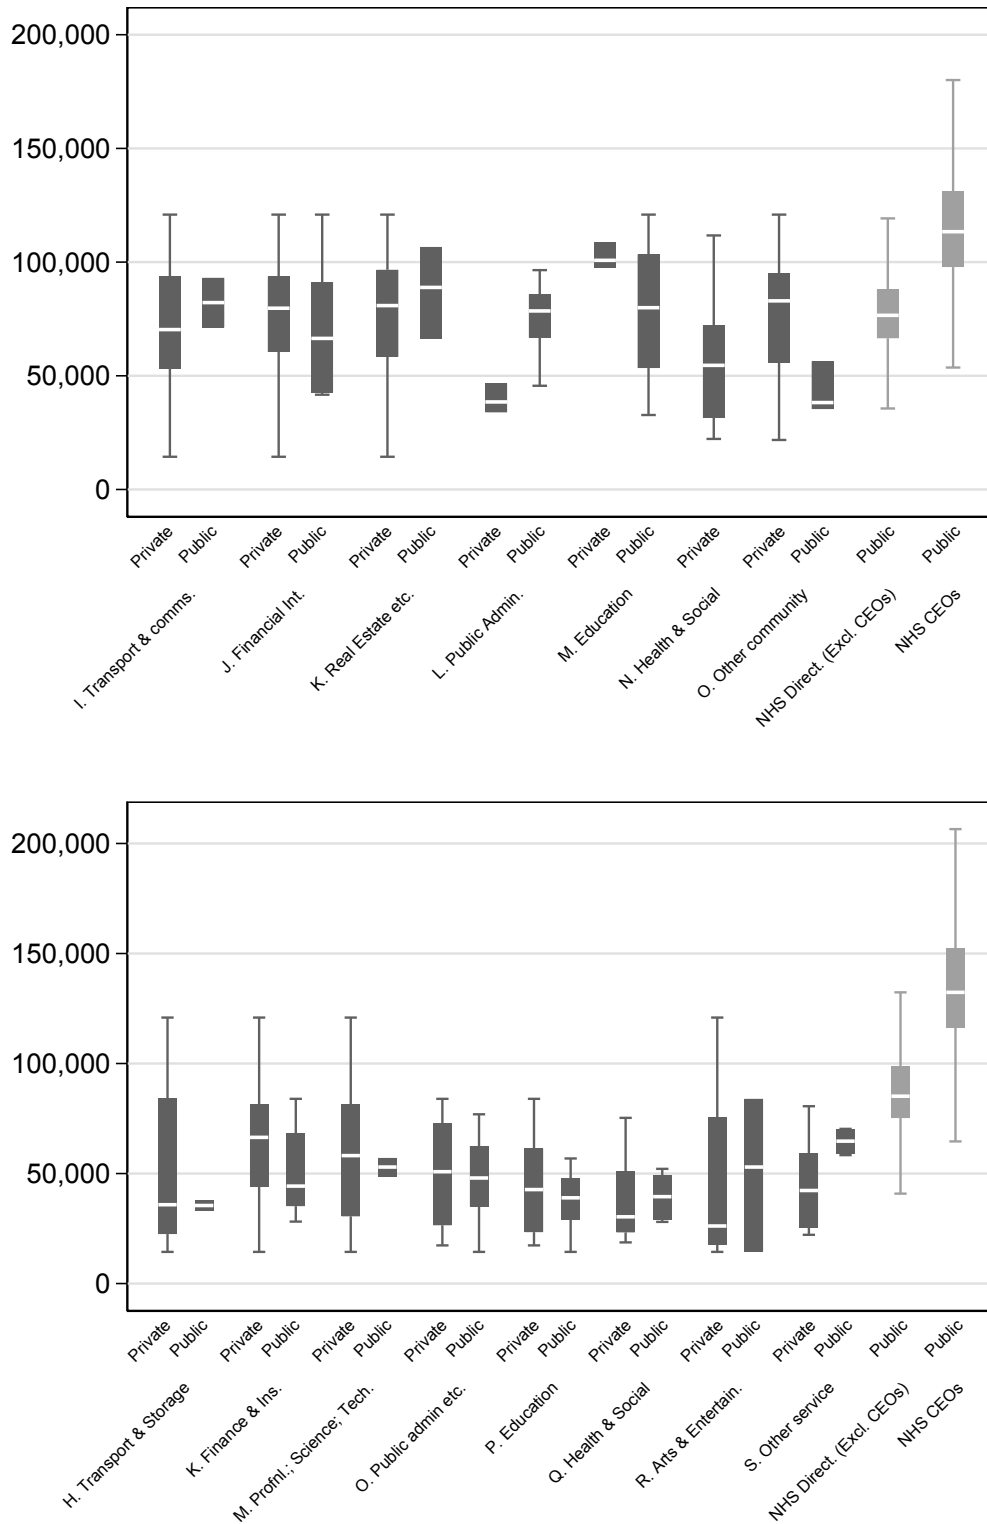 200,000
150,000
100,000
50,000
0
Private Public Private Public Private Public Private Public Private Public Private Private Public Public Public
I. Transport & comms.
J. Financial Int.
K. Real Estate etc.
L. Public Admin.
M. Education
N. Health & Social
O. Other community
NHS Direct. (Excl. CEOs)
NHS CEOs
200,000
150,000
100,000
50,000
0
Private Public Private Public Private Public Private Public Private Public Private Public Private Public Private Public Public Public
H. Transport & Storage
K. Finance & Ins.
M. Profnl.; Science; Tech.
O. Public admin etc.
P. Education
Q. Health & Social
R. Arts & Entertain.
S. Other service
NHS Direct. (Excl. CEOs)
NHS CEOs